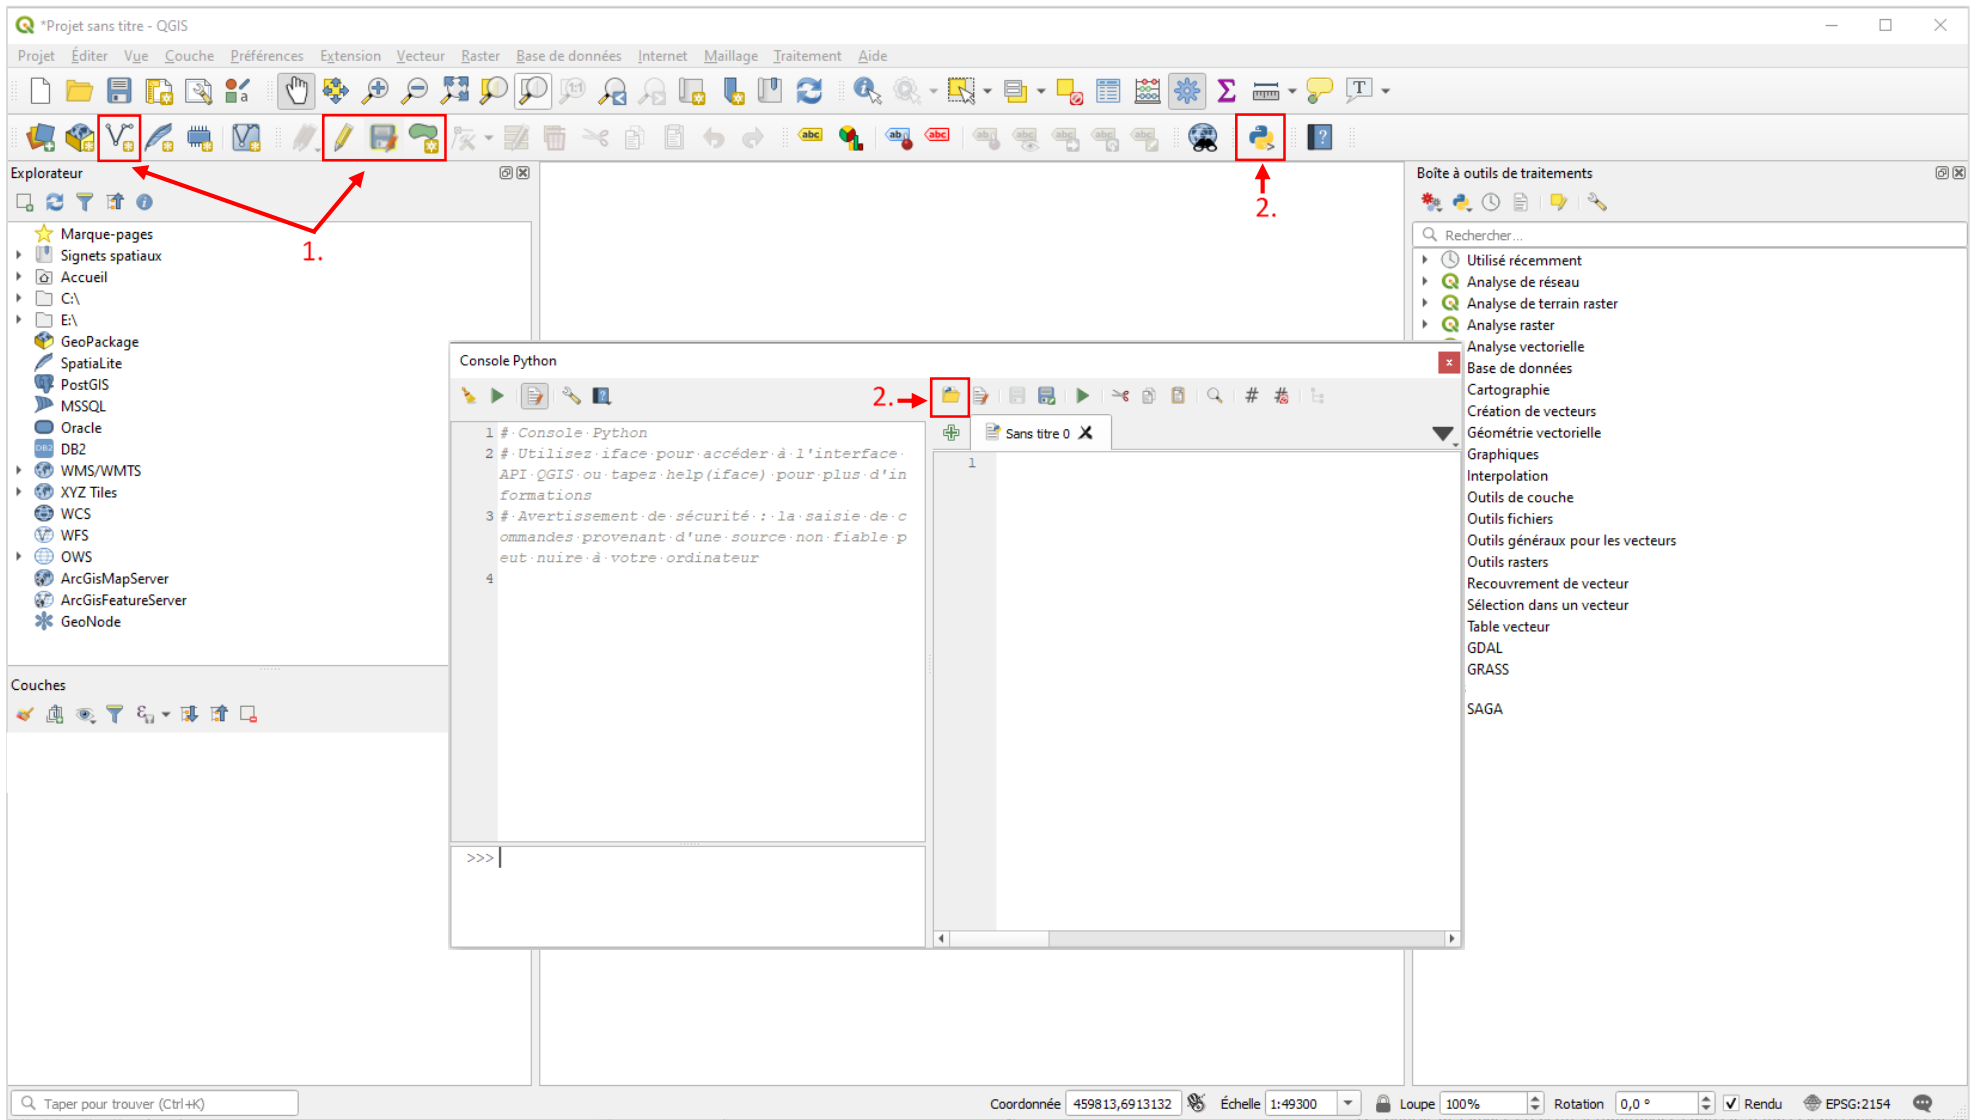 *Projet sans titre - QGIS
Projet Éditer Vue Couche Préférences Extension Vecteur Raster Base de données Internet Maillage Traitement Aide
Explorateur
Marque-pages
Signets spatiaux
Accueil
C:\
E:\
GeoPackage
SpatiaLite
PostGIS
MSSQL
Oracle
DB2
WMS/WMTS
XYZ Tiles
WCS
WFS
OWS
ArcGisMapServer
ArcGisFeatureServer
GeoNode
1.
2.
Couches
Console Python
2.
1 # Console Python
2 # Utilisez iface pour accéder à l'interface
API QGIS ou tapez help(iface) pour plus d'in
formations
3 # Avertissement de sécurité : la saisie de c
ommandes provenant d'une source non fiable p
eut nuire à votre ordinateur
4
>>>
Sans titre 0
1
Boîte à outils de traitements
Rechercher...
Utilisé récemment
Analyse de réseau
Analyse de terrain raster
Analyse raster
Analyse vectorielle
Base de données
Cartographie
Création de vecteurs
Géométrie vectorielle
Graphiques
Interpolation
Outils de couche
Outils fichiers
Outils généraux pour les vecteurs
Outils rasters
Recouvrement de vecteur
Sélection dans un vecteur
Table vecteur
GDAL
GRASS
SAGA
Taper pour trouver (Ctrl+K)
Coordonnée 459813,6913132 Échelle 1:49300 Loupe 100% Rotation 0,0 ° Rendu EPSG:2154